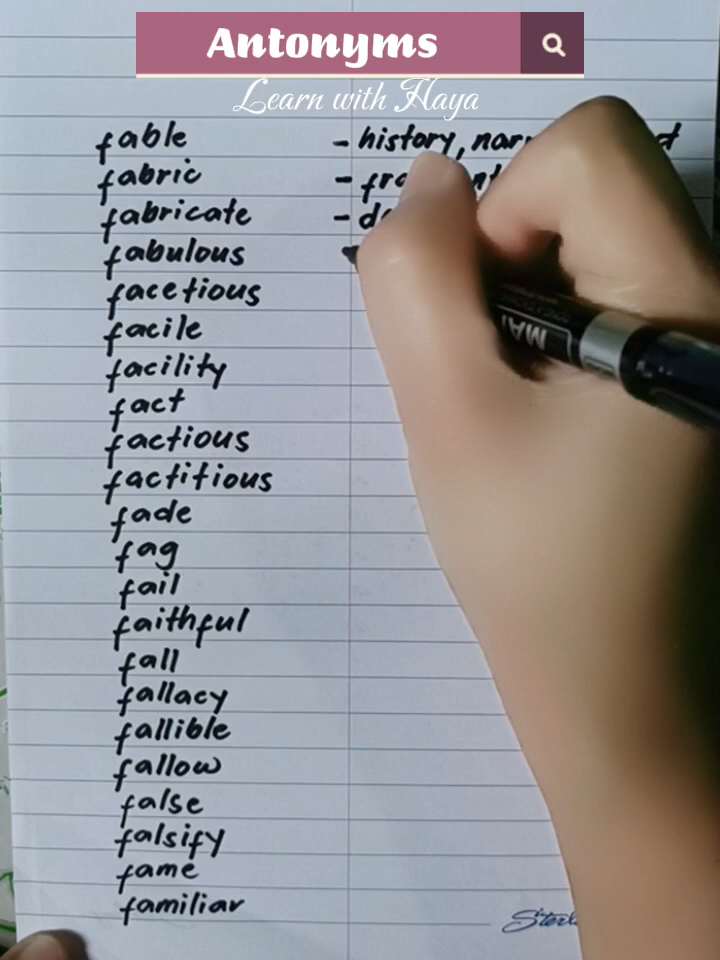 Antonyms
Learn with Haya
fable - history,
fabric -
fabricate -
fabulous
facetious
facile
facility
fact
factious
factitious
fade
fag
fail
faithful
fall
fallacy
fallible
fallow
false
falsify
fame
familiar